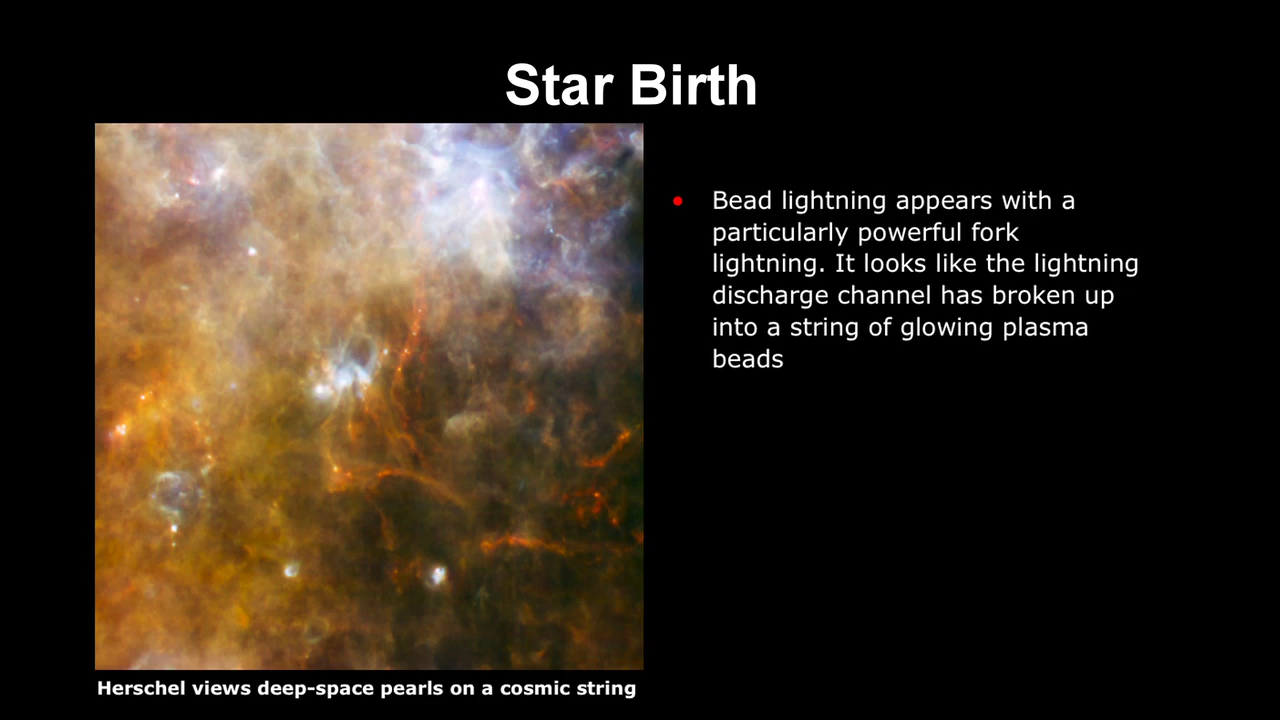 Star Birth
• Bead lightning appears with a
particularly powerful fork
lightning. It looks like the lightning
discharge channel has broken up
into a string of glowing plasma
beads
Herschel views deep-space pearls on a cosmic string